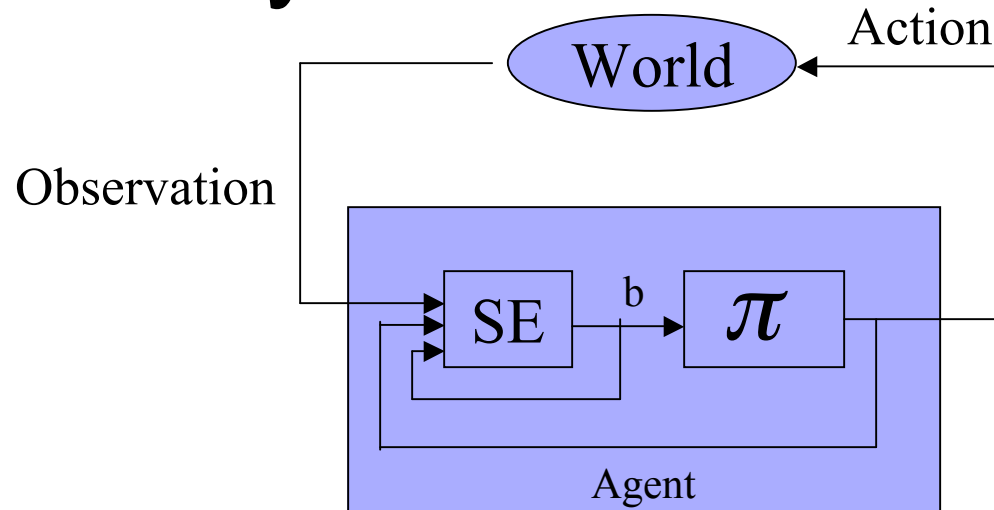 Action
World
Observation
b
SE
π
Agent